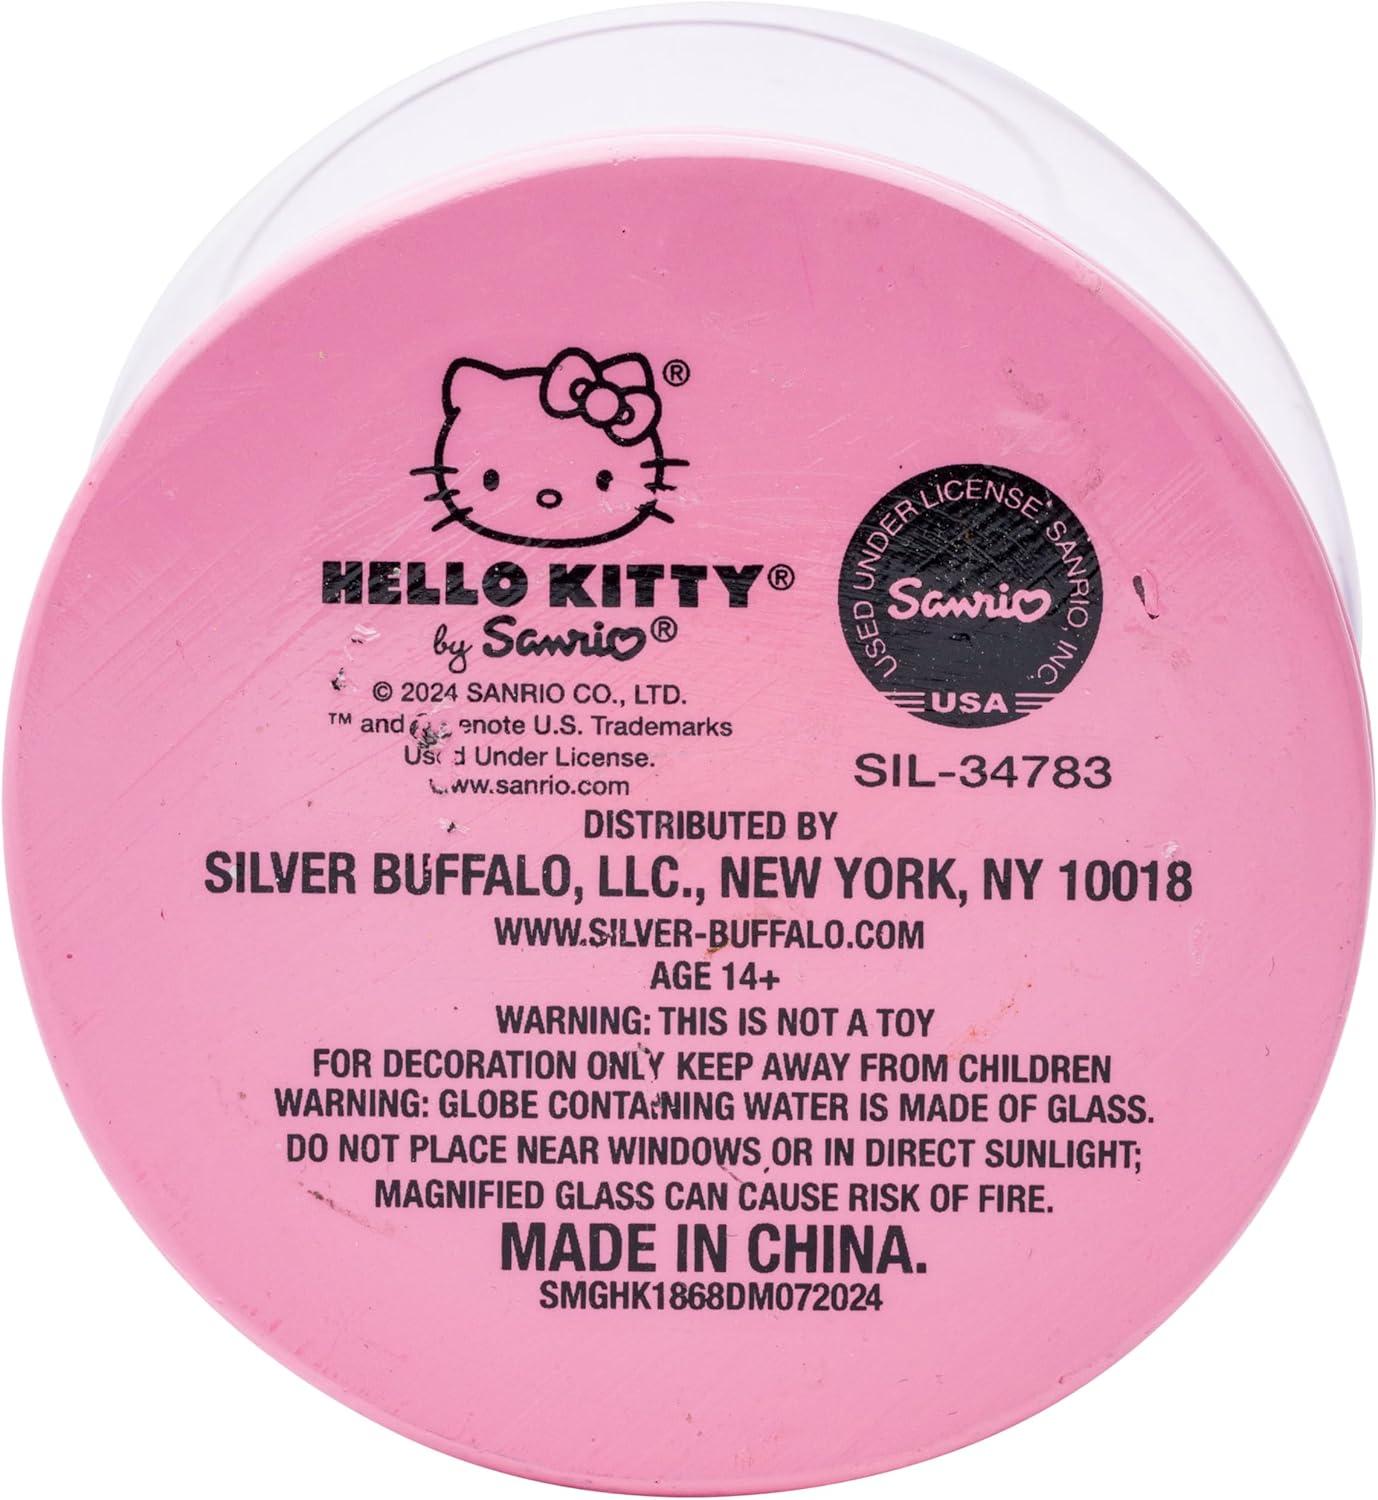 ®
HELLO KITTY®
by Sanrio®
© 2024 SANRIO CO., LTD.
™ and denote U.S. Trademarks
Used Under License.
www.sanrio.com
USED UNDER LICENSE SANRIO, INC.
Sanrio
USA
SIL-34783
DISTRIBUTED BY
SILVER BUFFALO, LLC., NEW YORK, NY 10018
WWW.SILVER-BUFFALO.COM
AGE 14+
WARNING: THIS IS NOT A TOY
FOR DECORATION ONLY KEEP AWAY FROM CHILDREN
WARNING: GLOBE CONTAINING WATER IS MADE OF GLASS.
DO NOT PLACE NEAR WINDOWS OR IN DIRECT SUNLIGHT;
MAGNIFIED GLASS CAN CAUSE RISK OF FIRE.
MADE IN CHINA.
SMGHK1868DM072024